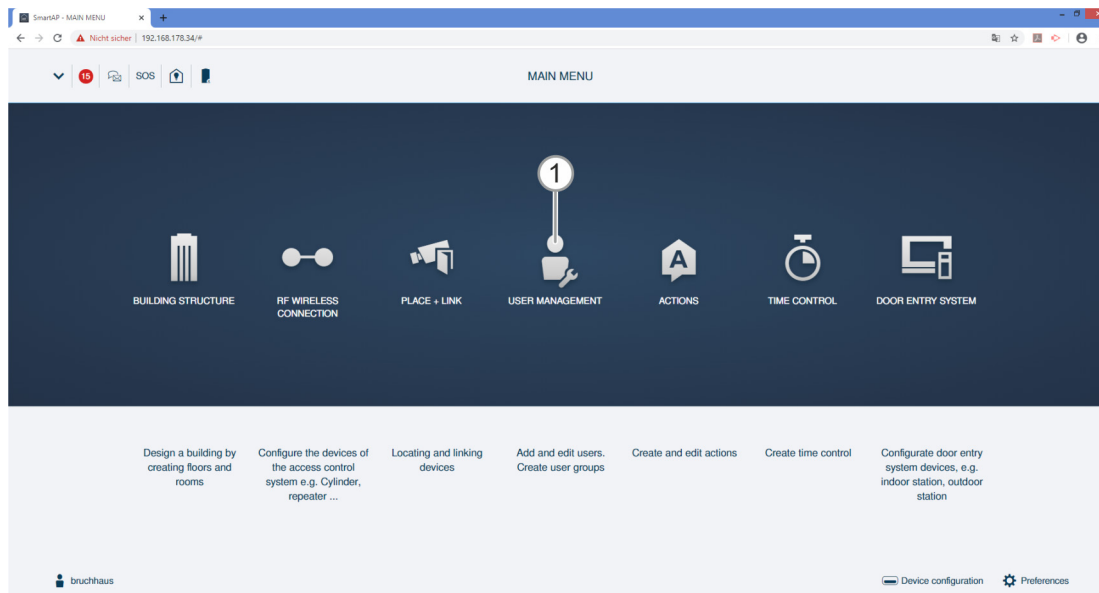 SmartAP - MAIN MENU
Nicht sicher | 192.168.178.34/#
15
SOS
MAIN MENU
1
BUILDING STRUCTURE
RF WIRELESS
CONNECTION
PLACE + LINK
USER MANAGEMENT
A
ACTIONS
TIME CONTROL
DOOR ENTRY SYSTEM
Design a building by
creating floors and
rooms
Configure the devices of
the access control
system e.g. Cylinder,
repeater ...
Locating and linking
devices
Add and edit users.
Create user groups
Create and edit actions
Create time control
Configurate door entry
system devices, e.g.
indoor station, outdoor
station
bruchhaus
Device configuration
Preferences